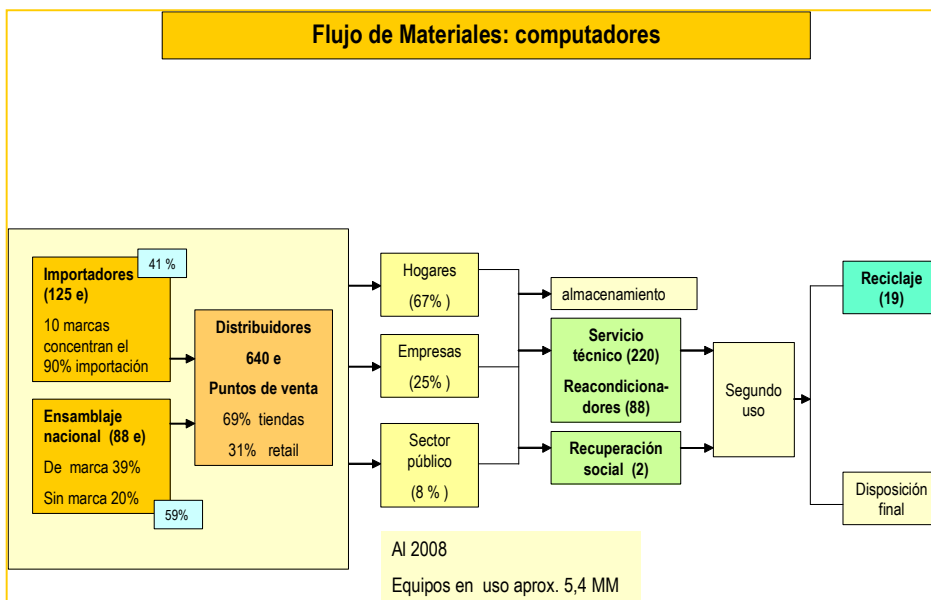 Flujo de Materiales: computadores
41 %
Importadores
(125 e)
10 marcas
concentran el
90% importación
Ensamblaje
nacional (88 e)
De marca 39%
Sin marca 20%
59%
Distribuidores
640 e
Puntos de venta
69% tiendas
31% retail
Hogares
(67% )
Empresas
(25%)
Sector
público
(8 % )
almacenamiento
Servicio
técnico (220)
Reacondiciona-
dores (88)
Recuperación
social (2)
Segundo
uso
Reciclaje
(19)
Disposición
final
Al 2008
Equipos en uso aprox. 5,4 MM